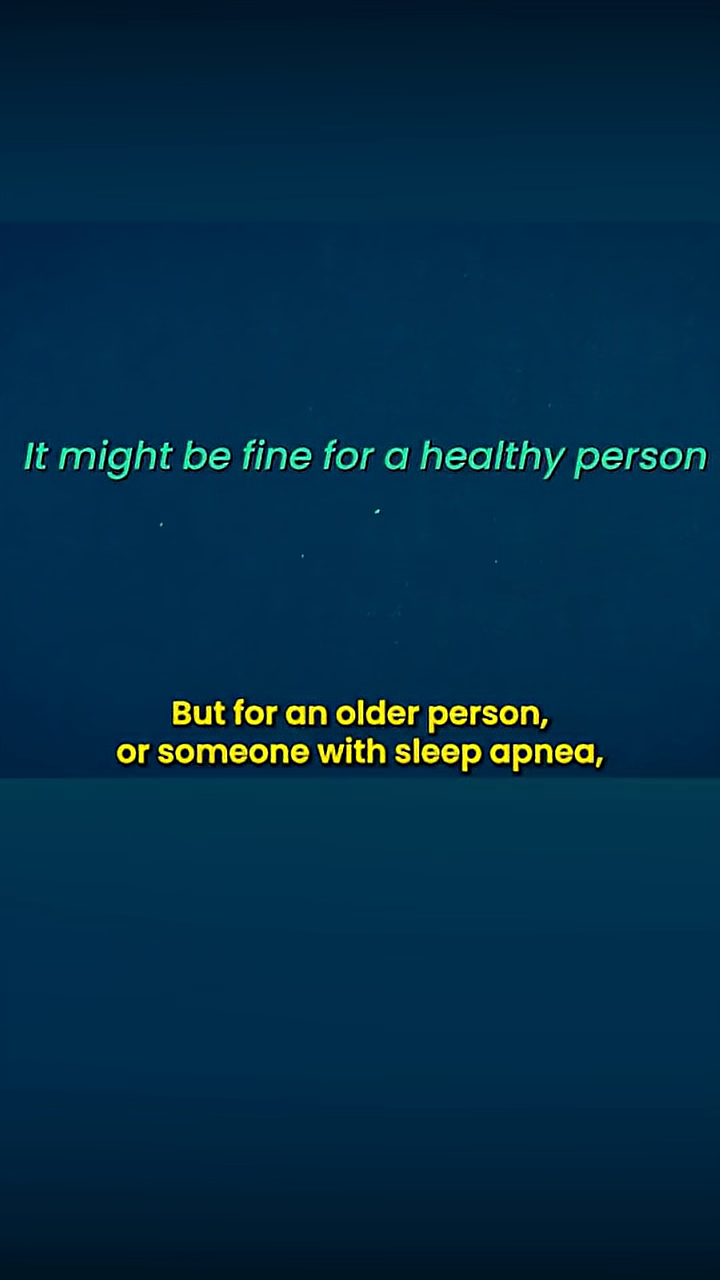 It might be fine for a healthy person
But for an older person,
or someone with sleep apnea,